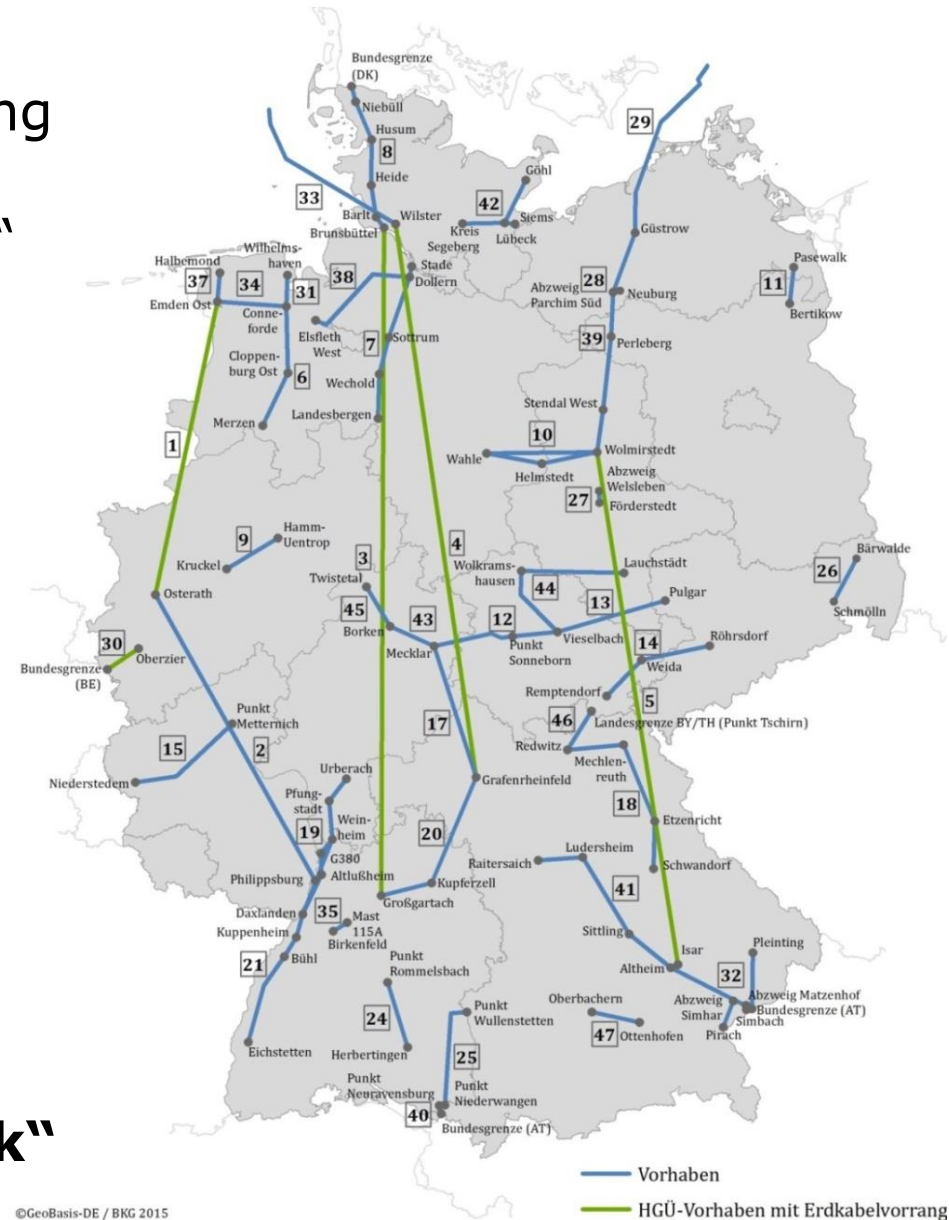 ng
“
k“
Bundesgrenze
(DK)
Niebüll
Husum
8
Heide
33
Barlt
Wilster
Brunsbüttel
29
Göhl
42
Kreis
Segeberg
Siems
Lübeck
Güstrow
Pasewalk
11
Bertikow
Halbemond
37
Wilhelms-
haven
34
31
Emden Ost
Conne-
forde
38
Stade
Dollern
Elsfleth
West
7
Sottrum
28
Abzweig
Parchim Süd
Neuburg
39
Perleberg
Cloppen-
burg Ost
6
Wechold
Landesbergen
Merzen
Stendal West
10
Wahle
Helmstedt
Wolmirstedt
Abzweig
Welsleben
27
Förderstedt
1
9
Hamm-
Uentrop
Kruckel
Osterath
3
4
Twistetal
45
Borken
43
Mecklar
Wolkrams-
hausen
44
Lauchstädt
13
Pulgar
12
Punkt
Sonneborn
Vieselbach
Bärwalde
26
Schmölln
14
Röhrsdorf
Weida
Remptendorf
5
30
Oberzier
Bundesgrenze
(BE)
46
Landesgrenze BY/TH (Punkt Tschirn)
Redwitz
Mechlen-
reuth
17
Punkt
Metternich
15
2
Niederstedem
Grafenrheinfeld
Urberach
Pfung-
stadt
Wein-
heim
19
G380
Altlußheim
Philippsburg
20
Kupferzell
Großgartach
18
Etzenricht
Schwandorf
Ludersheim
Raitersaich
41
Sittling
Daxlanden
35
Mast
115A
Birkenfeld
Kuppenheim
Bühl
21
Eichstetten
Isar
Altheim
Pleinting
32
Abzweig Matzenhof
Bundesgrenze (AT)
Abzweig
Simhar
Simbach
Pirach
Punkt
Rommelsbach
24
Herbertingen
Punkt
Wullenstetten
25
Oberbachern
47
Ottenhofen
Punkt
Neuravensburg
Punkt
Niederwangen
40
Bundesgrenze (AT)
Vorhaben
HGÜ-Vorhaben mit Erdkabelvorrang
©GeoBasis-DE / BKG 2015